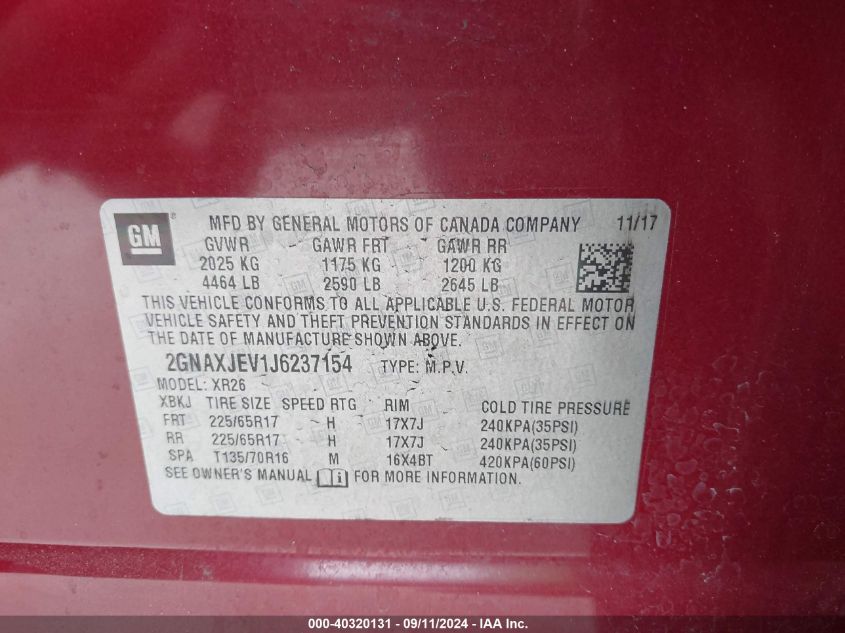 GM
MFD BY GENERAL MOTORS OF CANADA COMPANY 11/17
GVWR GAWR FRT GAWR RR
2025 KG 1175 KG 1200 KG
4464 LB 2590 LB 2645 LB
THIS VEHICLE CONFORMS TO ALL APPLICABLE U.S. FEDERAL MOTOR
VEHICLE SAFETY AND THEFT PREVENTION STANDARDS IN EFFECT ON
THE DATE OF MANUFACTURE SHOWN ABOVE.
2GNAXJEV1J6237154 TYPE: M.P.V.
MODEL: XR26
XBKJ TIRE SIZE SPEED RTG RIM COLD TIRE PRESSURE
FRT 225/65R17 H 17X7J 240KPA(35PSI)
RR 225/65R17 H 17X7J 240KPA(35PSI)
SPA T135/70R16 M 16X4BT 420KPA(60PSI)
SEE OWNER'S MANUAL FOR MORE INFORMATION.
000-40320131 - 09/11/2024 - IAA Inc.